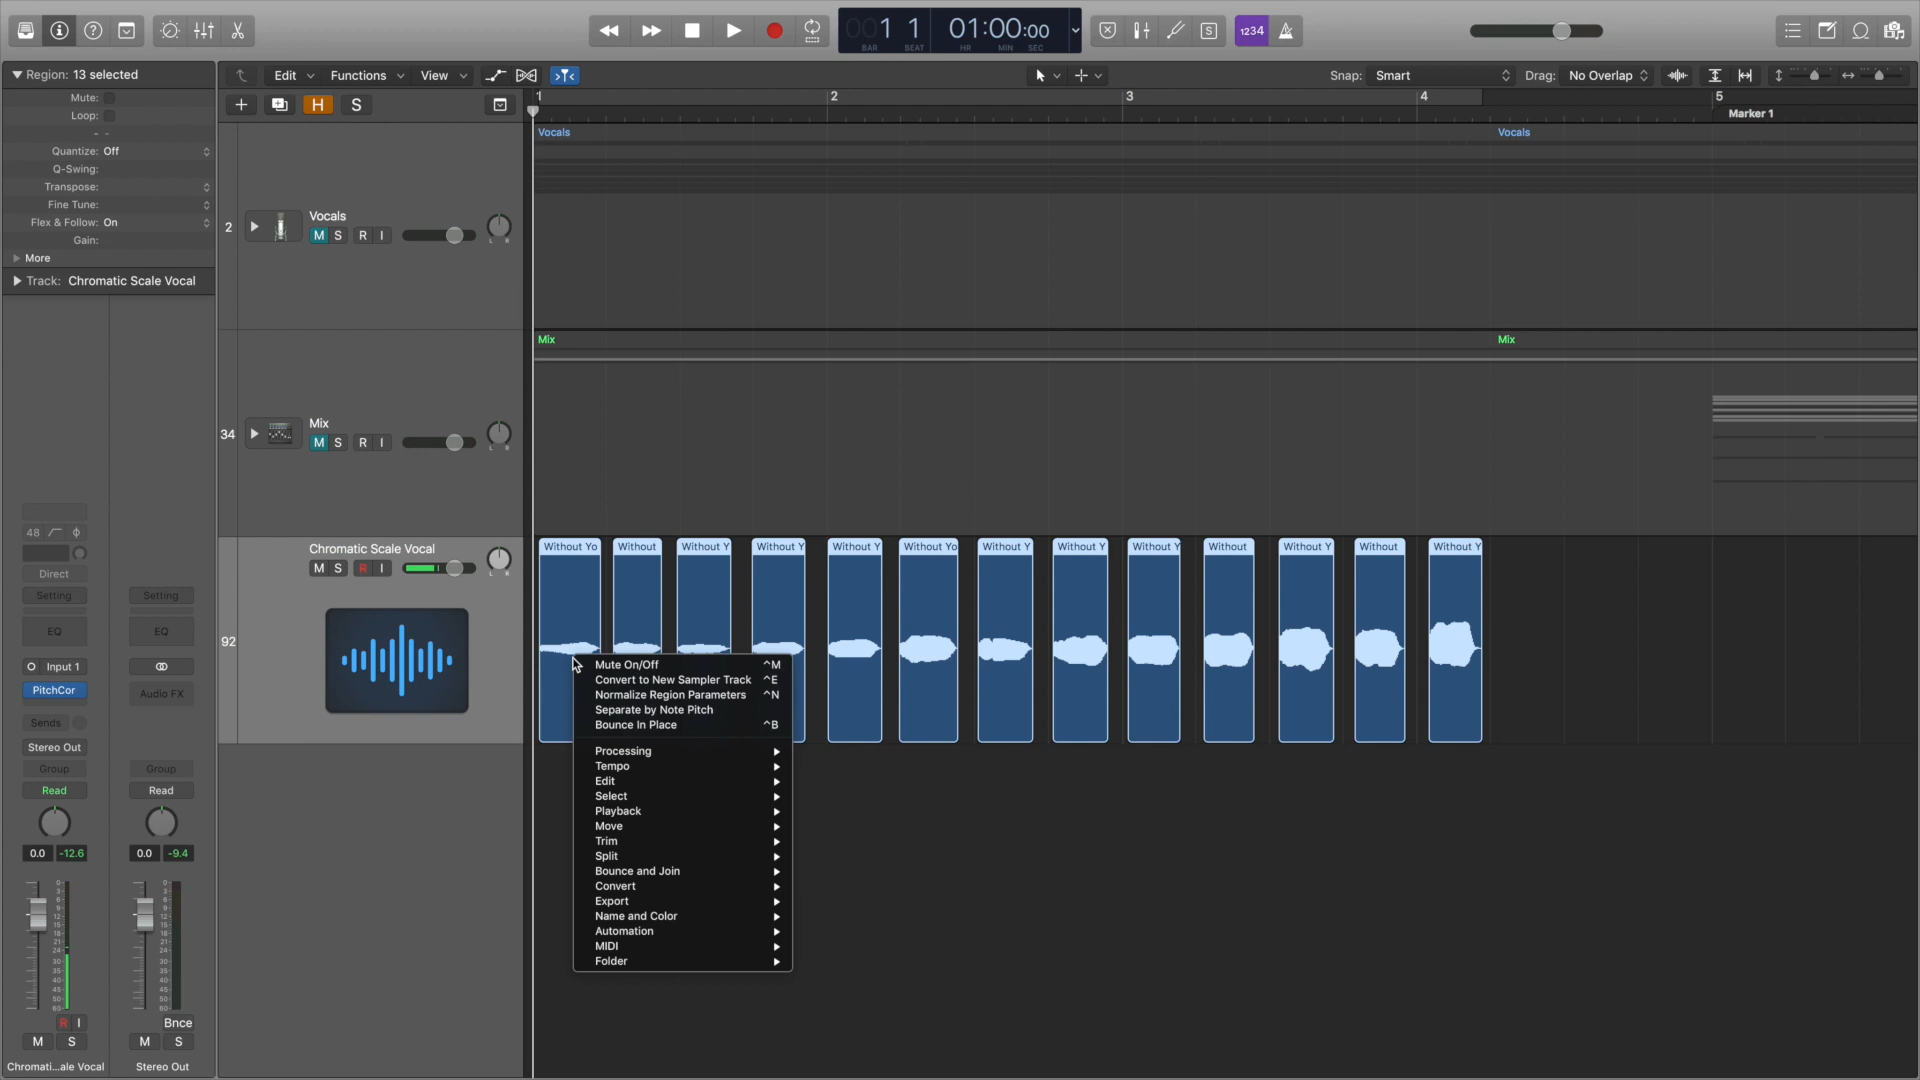 1234
001 1
BAR BEAT
01:00:00
HR MIN SEC
S
Region: 13 selected
Mute:
Loop:
- -
Quantize: Off
Q-Swing:
Transpose:
Fine Tune:
Flex & Follow: On
Gain:
More
Track: Chromatic Scale Vocal
Edit Functions View
Snap: Smart
Drag: No Overlap
H S
1 2 3 4 5
Marker 1
Vocals Vocals
2
Vocals
M S R I
L R
Mix Mix
34
Mix
M S R I
L R
Chromatic Scale Vocal
M S R I
L R
92
Without Yo Without Without Y Without Y Without Y Without Yo Without Y Without Y Without Y Without Without Y Without Without Y
Mute On/Off ^M
Convert to New Sampler Track ^E
Normalize Region Parameters ^N
Separate by Note Pitch
Bounce In Place ^B
Processing
Tempo
Edit
Select
Playback
Move
Trim
Split
Bounce and Join
Convert
Export
Name and Color
Automation
MIDI
Folder
48
Direct
Setting Setting
EQ EQ
Input 1
PitchCor Audio FX
Sends
Stereo Out
Group Group
Read Read
0.0 -12.6 0.0 -9.4
R I Bnce
M S M S
Chromati...ale Vocal Stereo Out